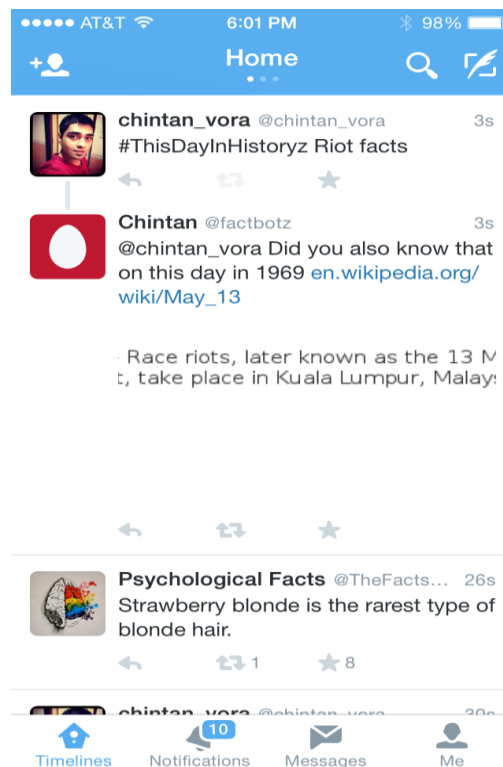 AT&T 6:01 PM 98%
Home
chintan_vora @chintan_vora 3s
#ThisDayInHistoryz Riot facts
Chintan @factbotz 3s
@chintan_vora Did you also know that
on this day in 1969 en.wikipedia.org/
wiki/May_13
Race riots, later known as the 13 M
t, take place in Kuala Lumpur, Malays
Psychological Facts @TheFacts... 26s
Strawberry blonde is the rarest type of
blonde hair.
1 8
chintan_vora @chintan_vora 30s
10
Timelines Notifications Messages Me